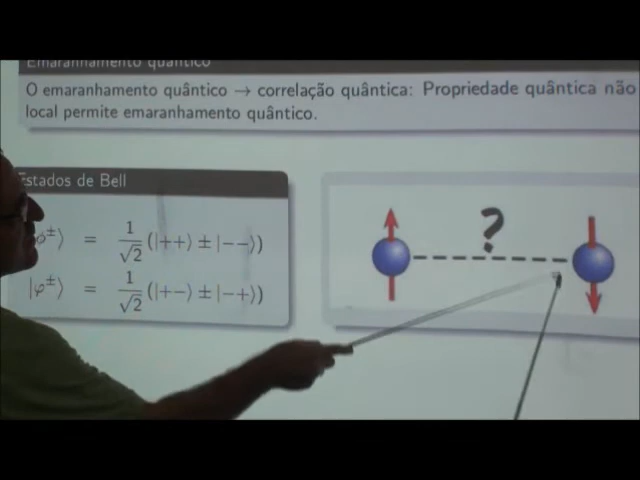 Emaranhamento quântico
O emaranhamento quântico → correlação quântica: Propriedade quântica não
local permite emaranhamento quântico.
Estados de Bell
ϕ±⟩ = 1/√2 (|++⟩ ± |−−⟩)
|φ±⟩ = 1/√2 (|+−⟩ ± |−+⟩)
?